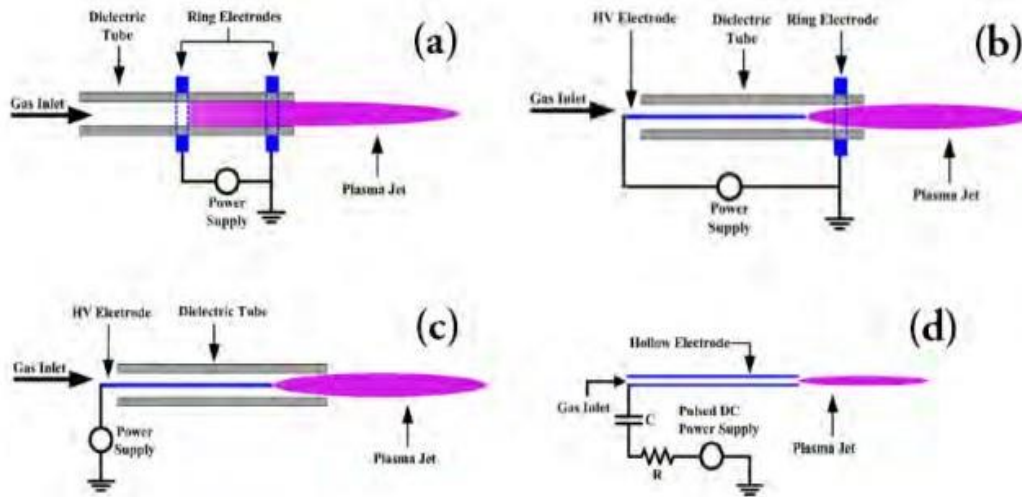 Dielectric
Tube
Ring Electrodes
(a)
Gas Inlet
Power
Supply
Plasma Jet
HV Electrode
Dielectric
Tube
Ring Electrode
(b)
Gas Inlet
Power
Supply
Plasma Jet
HV Electrode
Dielectric Tube
(c)
Gas Inlet
Power
Supply
Plasma Jet
(d)
Hollow Electrode
Gas Inlet
C
Pulsed DC
Power Supply
R
Plasma Jet